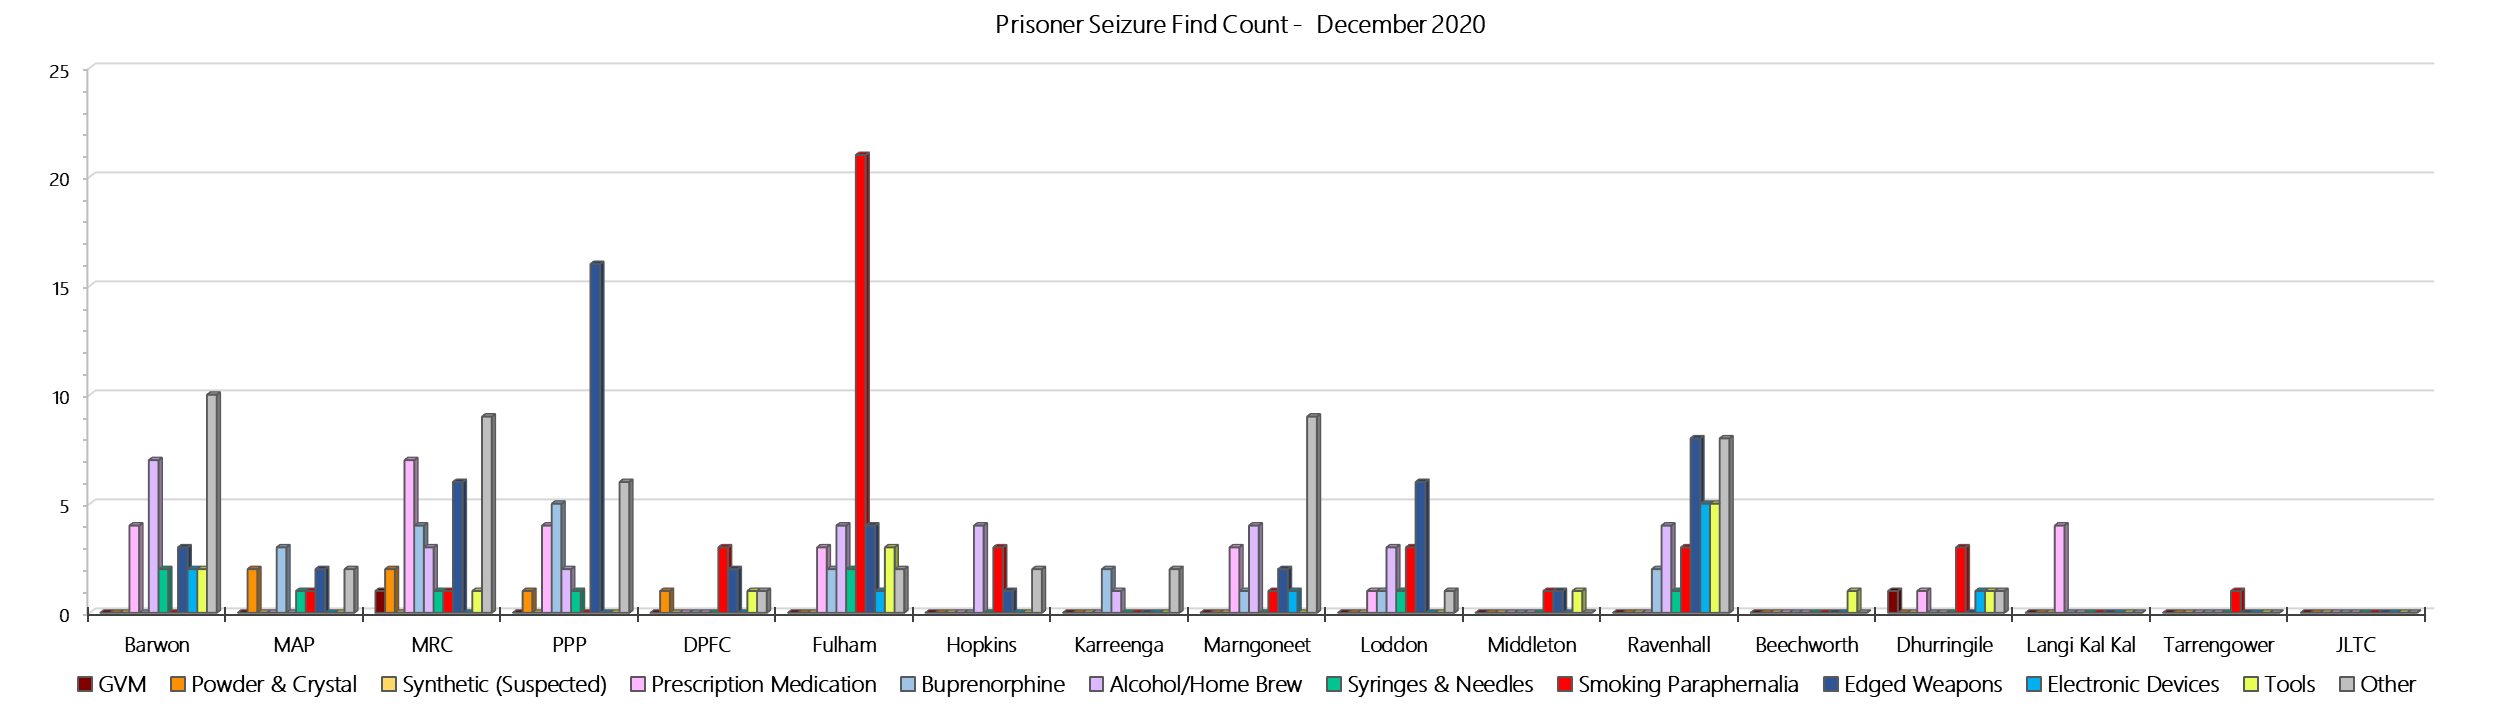 Prisoner Seizure Find Count - December 2020
25
20
15
10
5
0
Barwon MAP MRC PPP DPFC Fulham Hopkins Karreenga Marngoneet Loddon Middleton Ravenhall Beechworth Dhurringile Langi Kal Kal Tarrengower JLTC
GVM Powder & Crystal Synthetic (Suspected) Prescription Medication Buprenorphine Alcohol/Home Brew Syringes & Needles Smoking Paraphernalia Edged Weapons Electronic Devices Tools Other